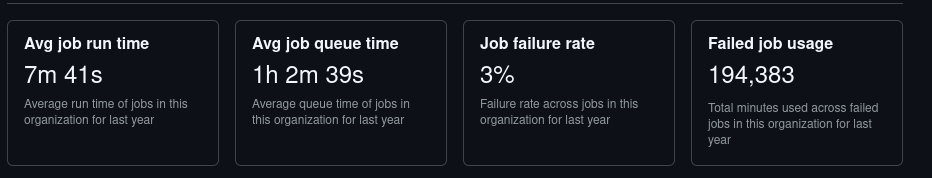 Avg job run time
7m 41s
Average run time of jobs in this
organization for last year
Avg job queue time
1h 2m 39s
Average queue time of jobs in
this organization for last year
Job failure rate
3%
Failure rate across jobs in this
organization for last year
Failed job usage
194,383
Total minutes used across failed
jobs in this organization for last
year